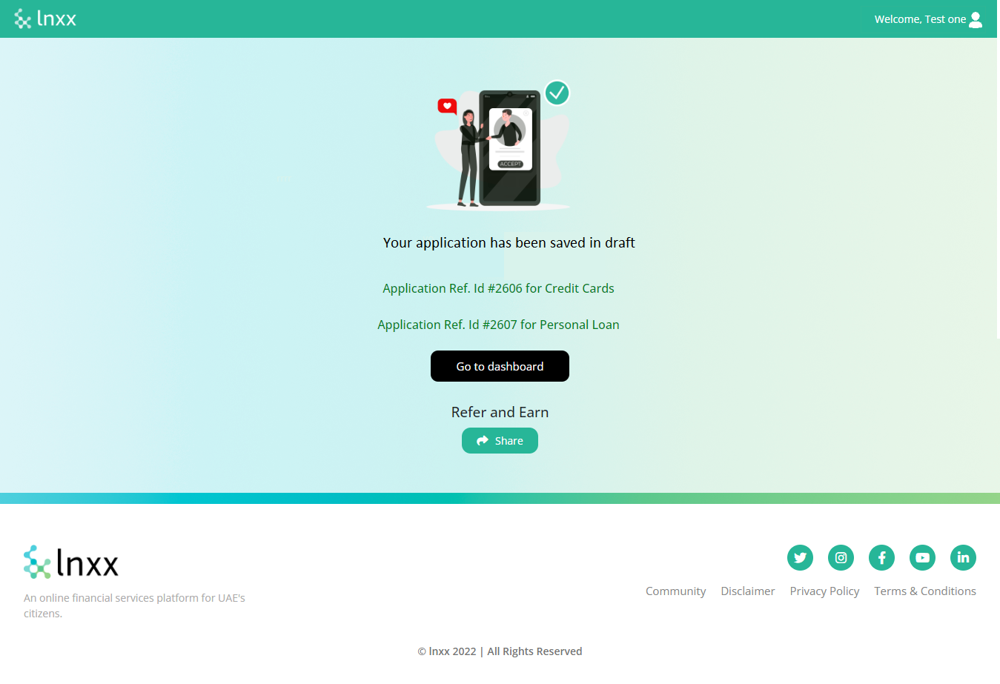 lnxx
Welcome, Test one
ACCEPT
Your application has been saved in draft
Application Ref. Id #2606 for Credit Cards
Application Ref. Id #2607 for Personal Loan
Go to dashboard
Refer and Earn
Share
lnxx
An online financial services platform for UAE's
citizens.
Community Disclaimer Privacy Policy Terms & Conditions
© lnxx 2022 | All Rights Reserved